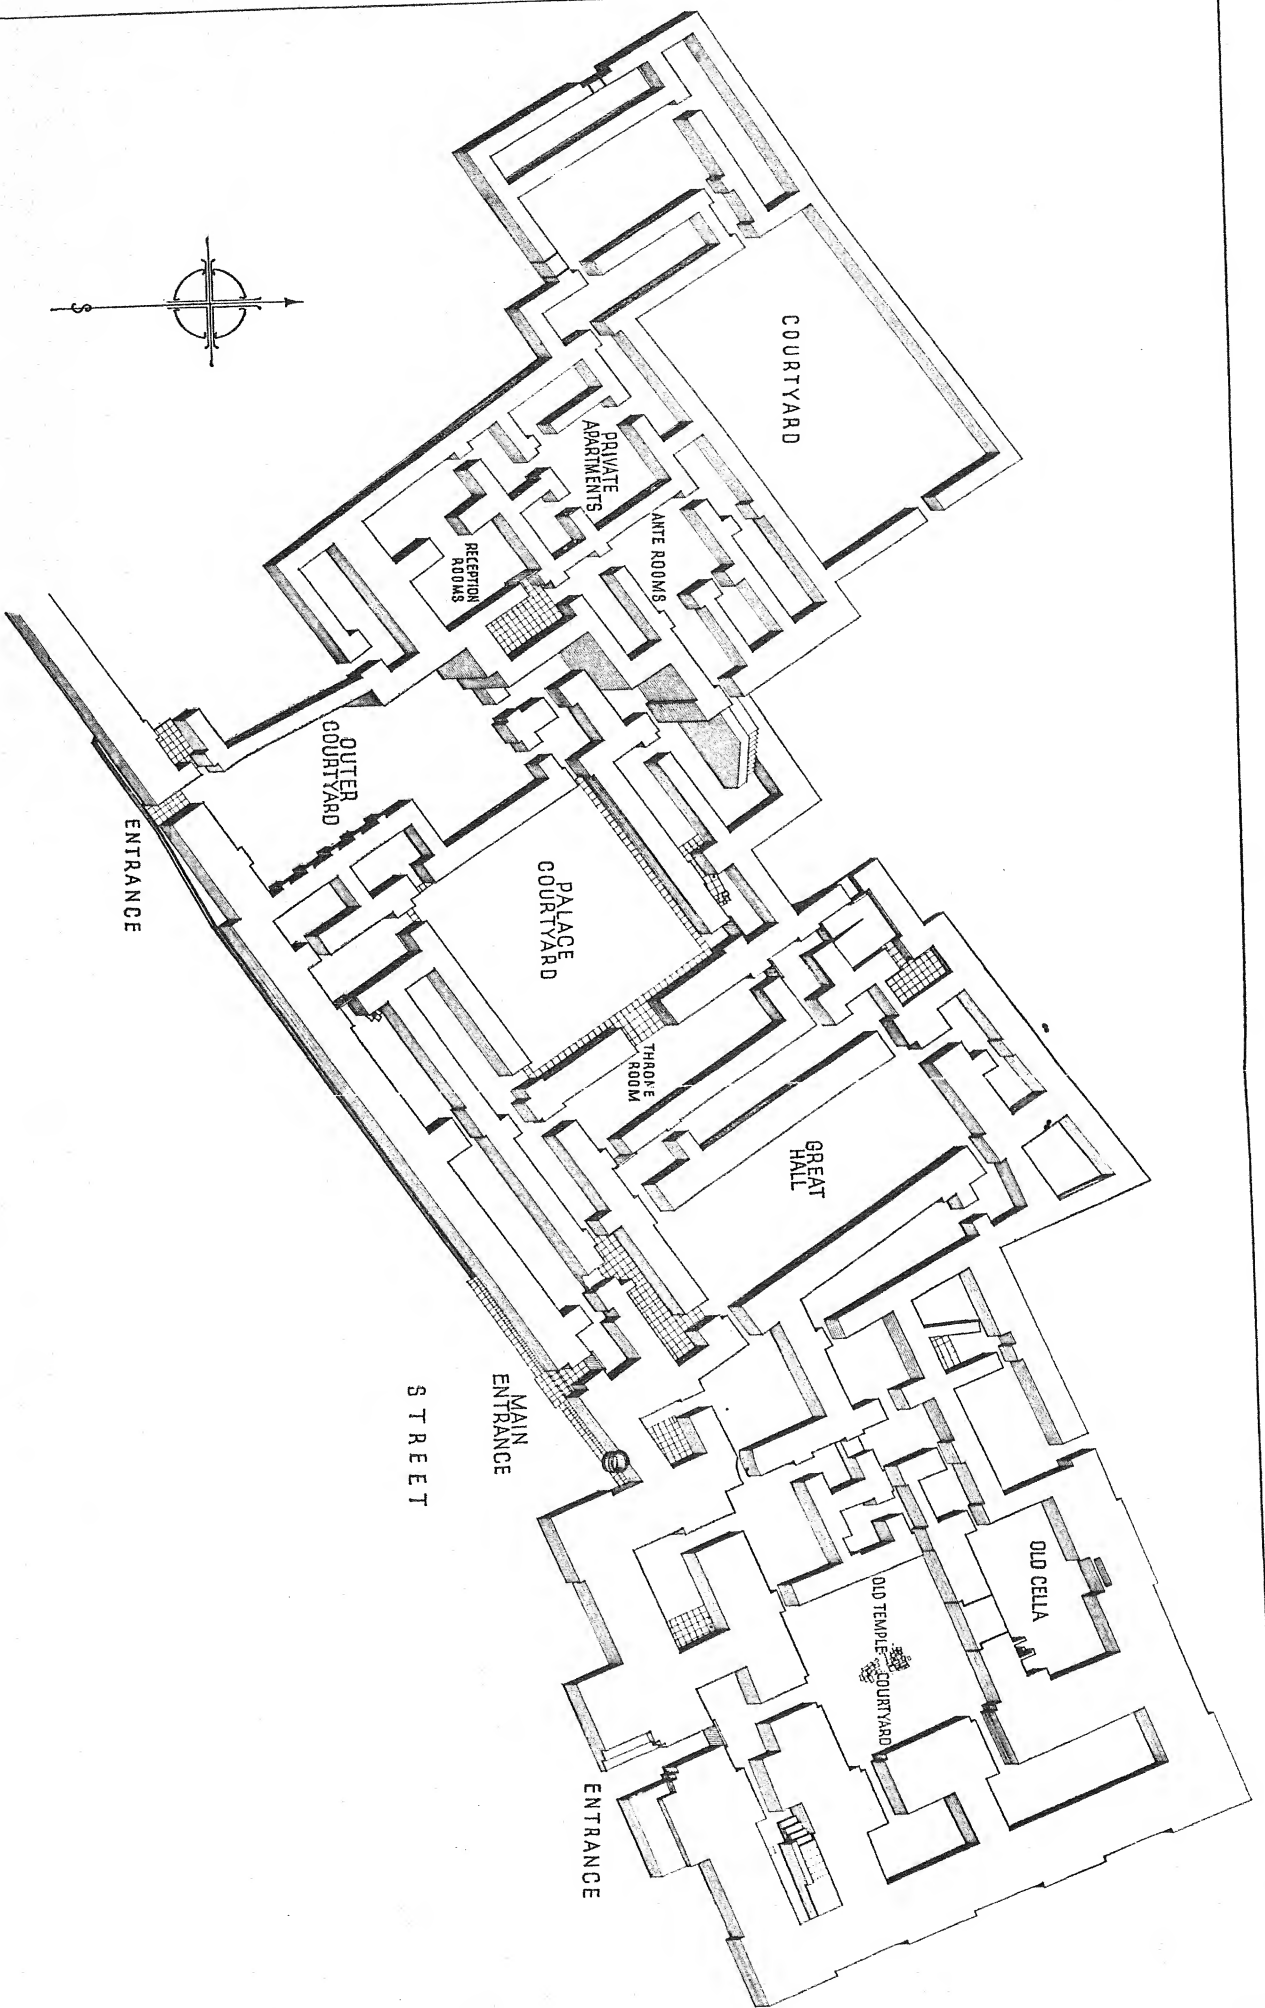 COURTYARD
PRIVATE
APARTMENTS
ANTE ROOMS
RECEPTION
ROOMS
S
OUTER
COURTYARD
ENTRANCE
PALACE
COURTYARD
THRONE
ROOM
GREAT
HALL
MAIN
ENTRANCE
STREET
OLD CELLA
OLD TEMPLE COURTYARD
ENTRANCE